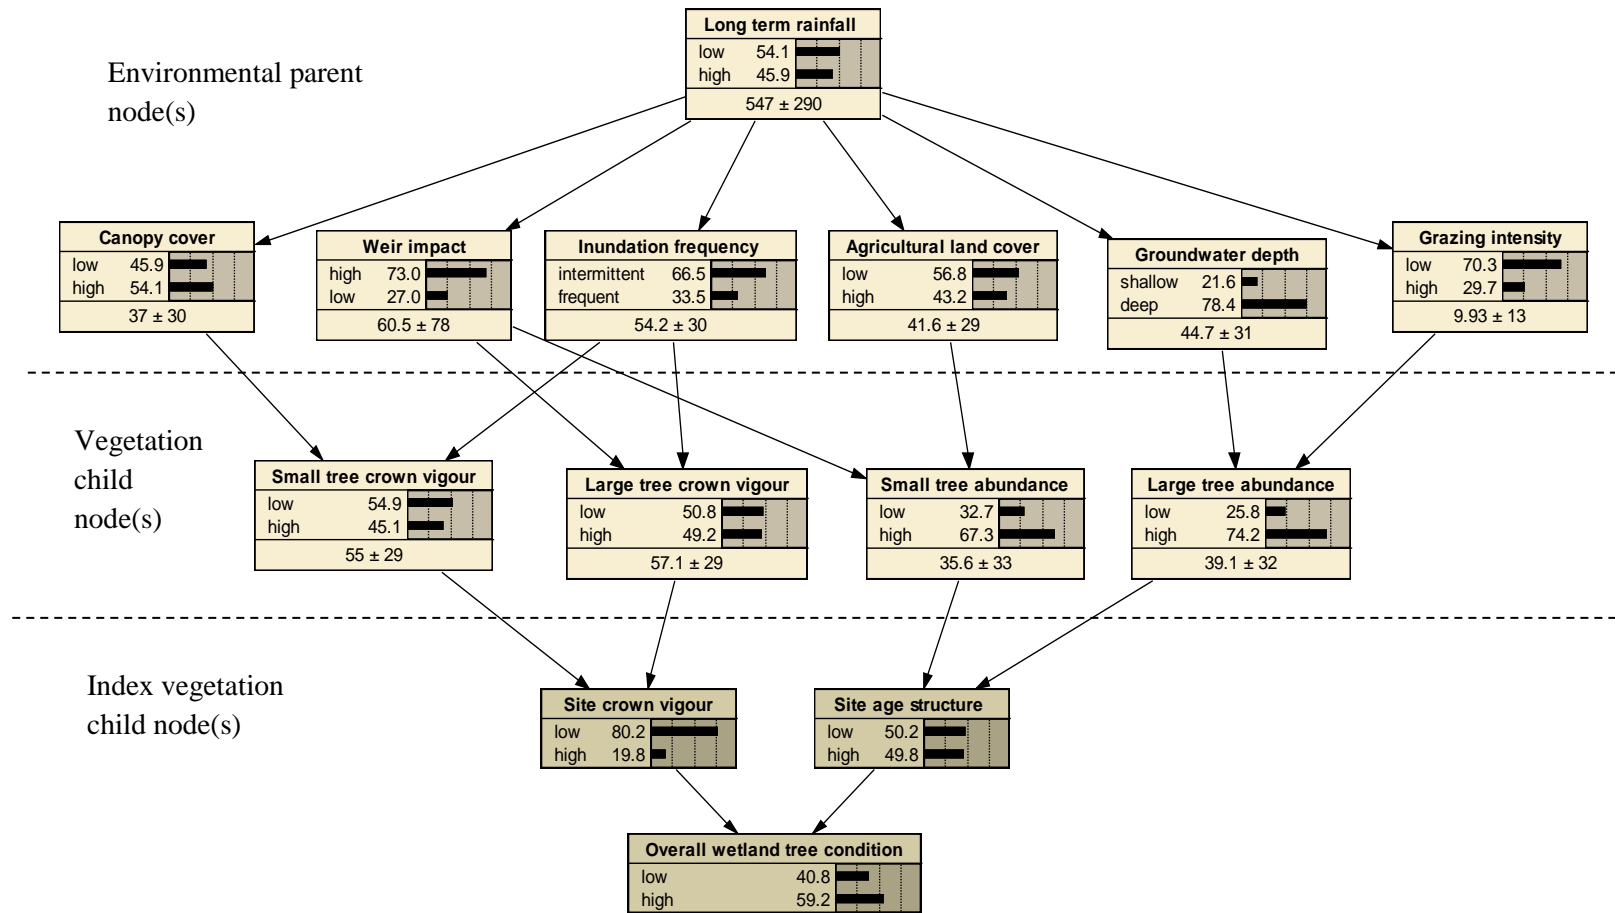 Long term rainfall
low 54.1
high 45.9
547 ± 290
Environmental parent
node(s)
Canopy cover
low 45.9
high 54.1
37 ± 30
Weir impact
high 73.0
low 27.0
60.5 ± 78
Inundation frequency
intermittent 66.5
frequent 33.5
54.2 ± 30
Agricultural land cover
low 56.8
high 43.2
41.6 ± 29
Groundwater depth
shallow 21.6
deep 78.4
44.7 ± 31
Grazing intensity
low 70.3
high 29.7
9.93 ± 13
Vegetation
child
node(s)
Small tree crown vigour
low 54.9
high 45.1
55 ± 29
Large tree crown vigour
low 50.8
high 49.2
57.1 ± 29
Small tree abundance
low 32.7
high 67.3
35.6 ± 33
Large tree abundance
low 25.8
high 74.2
39.1 ± 32
Index vegetation
child node(s)
Site crown vigour
low 80.2
high 19.8
Site age structure
low 50.2
high 49.8
Overall wetland tree condition
low 40.8
high 59.2